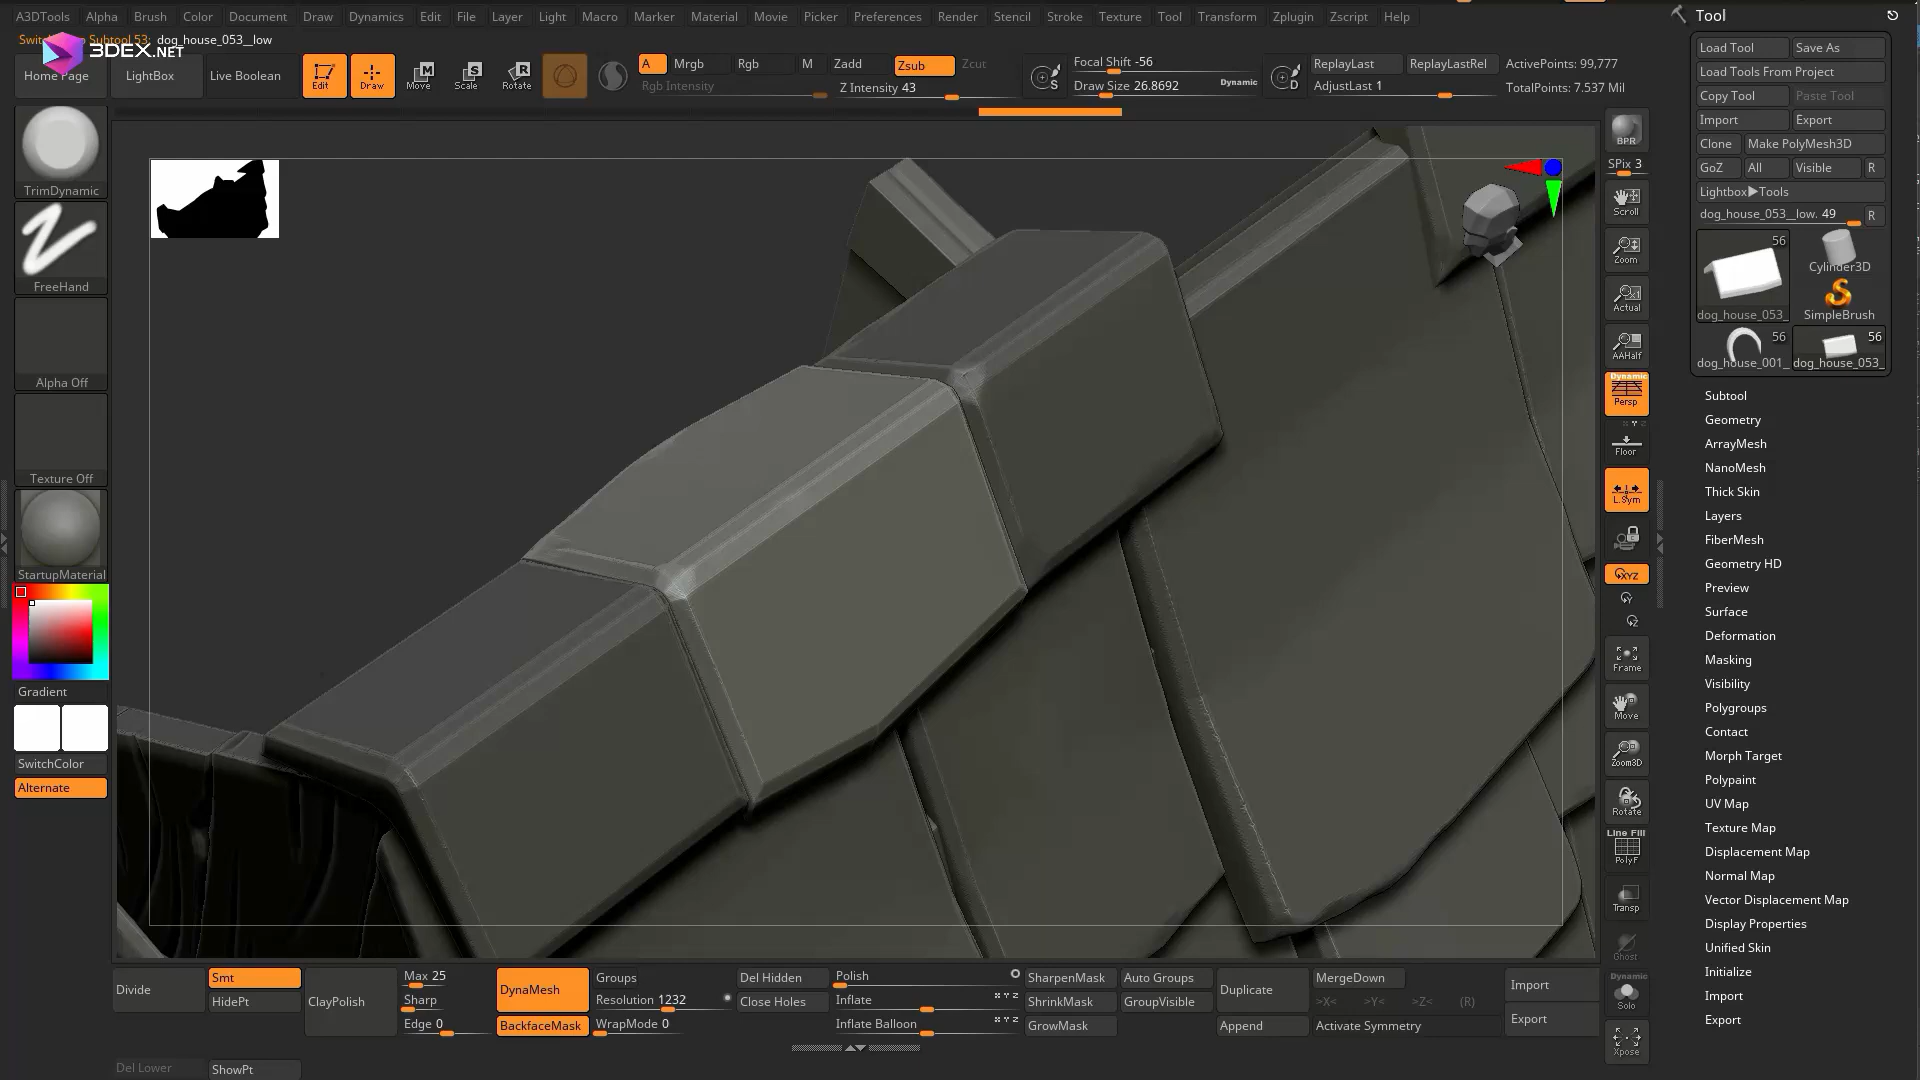 A3DTools Alpha Brush Color Document Draw Dynamics Edit File Layer Light Macro Marker Material Movie Picker Preferences Render Stencil Stroke Texture Tool Transform Zplugin Zscript Help
Tool
Subtool 53: dog_house_053__low
3DEX.NET
Home Page LightBox Live Boolean
Edit Draw Move Scale Rotate
A Mrgb Rgb M Zadd Zsub Zcut
Rgb Intensity Z Intensity 43
Focal Shift -56
Draw Size 26.8692 Dynamic
S D
ReplayLast ReplayLastRel
AdjustLast 1
ActivePoints: 99,777
TotalPoints: 7.537 Mil
TrimDynamic
FreeHand
Alpha Off
Texture Off
StartupMaterial
Gradient
SwitchColor
Alternate
BPR
SPix 3
Scroll
Zoom
Actual
AAHalf
Dynamic
Persp
Floor
L.Sym
XYZ
Y
Z
Frame
Move
Zoom3D
Rotate
Line Fill
PolyF
Transp
Ghost
Dynamic
Solo
Xpose
Load Tool Save As
Load Tools From Project
Copy Tool Paste Tool
Import Export
Clone Make PolyMesh3D
GoZ All Visible R
Lightbox▶Tools
dog_house_053__low. 49 R
56
Cylinder3D
dog_house_053_ SimpleBrush
56 56
dog_house_001_ dog_house_053_
Subtool
Geometry
ArrayMesh
NanoMesh
Thick Skin
Layers
FiberMesh
Geometry HD
Preview
Surface
Deformation
Masking
Visibility
Polygroups
Contact
Morph Target
Polypaint
UV Map
Texture Map
Displacement Map
Normal Map
Vector Displacement Map
Display Properties
Unified Skin
Initialize
Import
Export
Divide Smt HidePt ClayPolish
Max 25
Sharp
Edge 0
DynaMesh
BackfaceMask
Groups
Resolution 1232
WrapMode 0
Del Hidden
Close Holes
Polish
Inflate
Inflate Balloon
SharpenMask
ShrinkMask
GrowMask
Auto Groups
GroupVisible
Duplicate
Append
MergeDown
>X< >Y< >Z< (R)
Activate Symmetry
Import
Export
Del Lower ShowPt